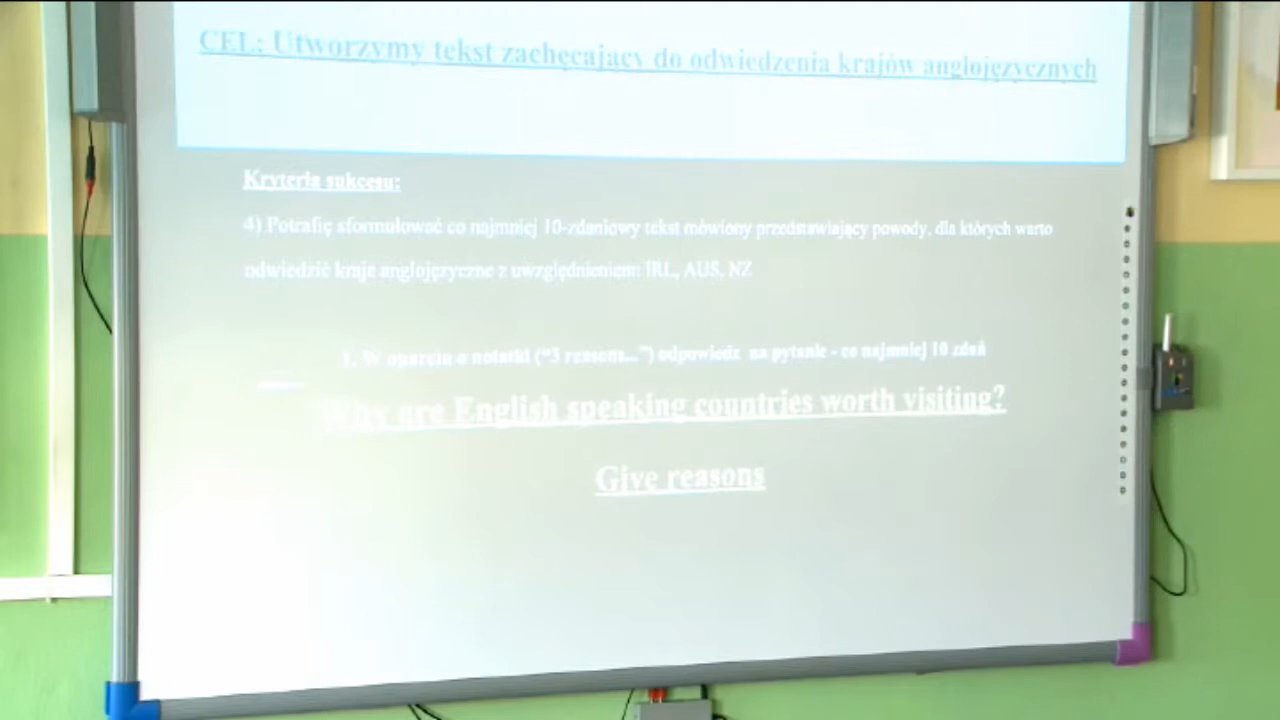 CEL: Utworzymy tekst zachęcający do odwiedzenia krajów anglojęzycznych
Kryteria sukcesu:
4) Potrafię sformułować co najmniej 10-zdaniowy tekst mówiony przedstawiający powody, dla których warto
odwiedzić kraje anglojęzyczne z uwzględnieniem: IRL, AUS, NZ
1. W oparciu o notatki (“3 reasons...”) odpowiedz na pytanie - co najmniej 10 zdań
Why are English speaking countries worth visiting?
Give reasons